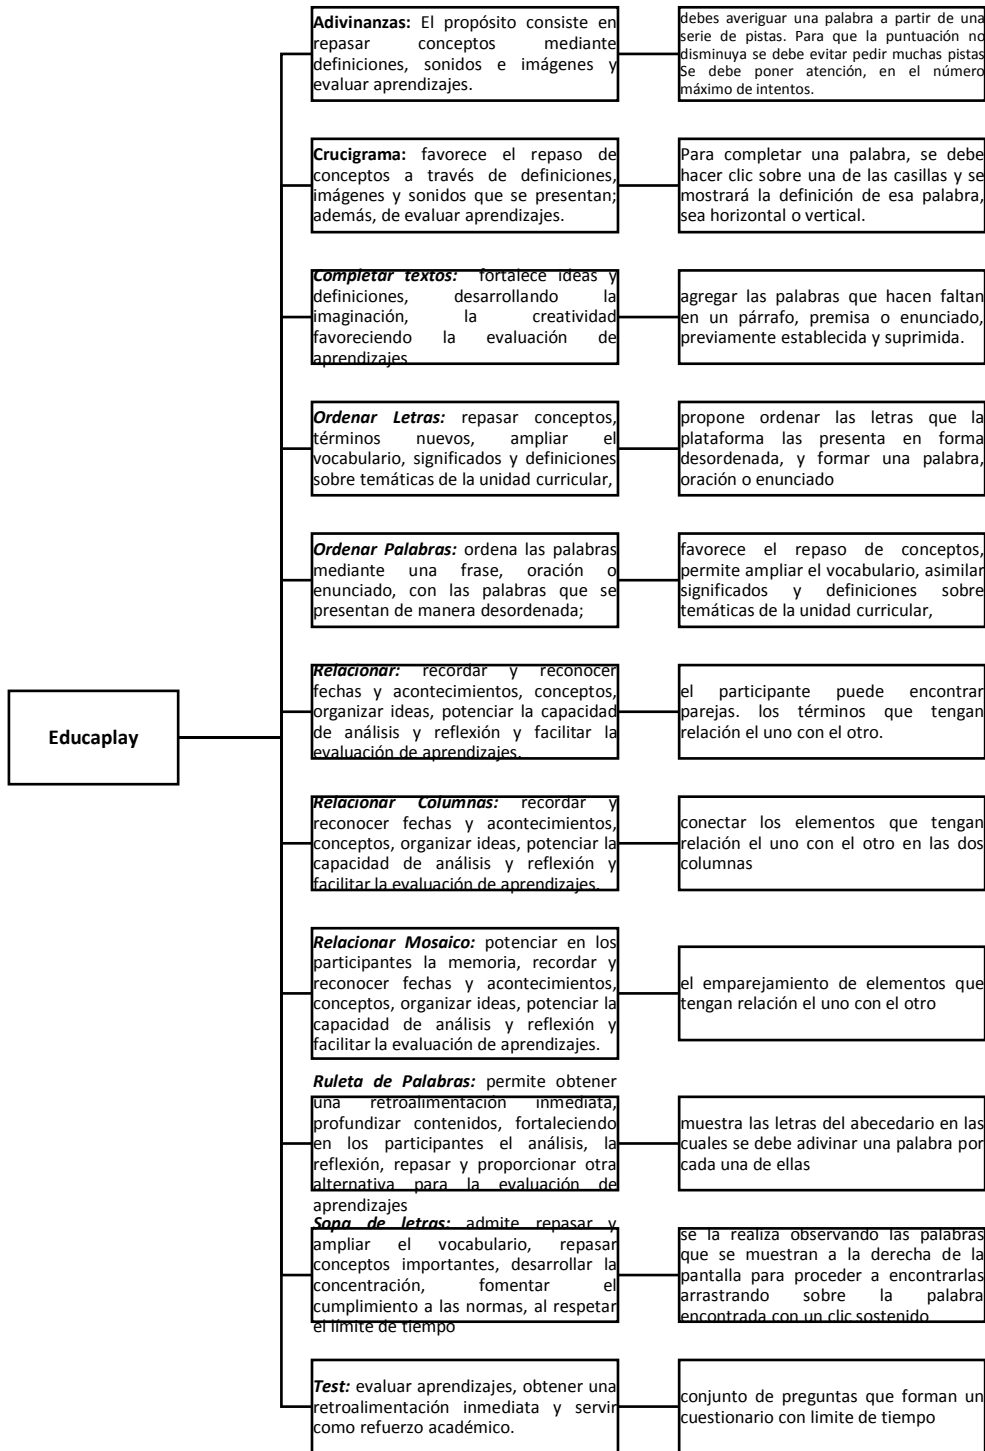 Adivinanzas: El propósito consiste en
repasar conceptos mediante
definiciones, sonidos e imágenes y
evaluar aprendizajes.
debes averiguar una palabra a partir de una
serie de pistas. Para que la puntuación no
disminuya se debe evitar pedir muchas pistas
Se debe poner atención, en el número
máximo de intentos.
Crucigrama: favorece el repaso de
conceptos a través de definiciones,
imágenes y sonidos que se presentan;
además, de evaluar aprendizajes.
Para completar una palabra, se debe
hacer clic sobre una de las casillas y se
mostrará la definición de esa palabra,
sea horizontal o vertical.
Completar textos: fortalece ideas y
definiciones, desarrollando la
imaginación, la creatividad
favoreciendo la evaluación de
aprendizajes
agregar las palabras que hacen faltan
en un párrafo, premisa o enunciado,
previamente establecida y suprimida.
Ordenar Letras: repasar conceptos,
términos nuevos, ampliar el
vocabulario, significados y definiciones
sobre temáticas de la unidad curricular,
propone ordenar las letras que la
plataforma las presenta en forma
desordenada, y formar una palabra,
oración o enunciado
Ordenar Palabras: ordena las palabras
mediante una frase, oración o
enunciado, con las palabras que se
presentan de manera desordenada;
favorece el repaso de conceptos,
permite ampliar el vocabulario, asimilar
significados y definiciones sobre
temáticas de la unidad curricular,
Educaplay
Relacionar: recordar y reconocer
fechas y acontecimientos, conceptos,
organizar ideas, potenciar la capacidad
de análisis y reflexión y facilitar la
evaluación de aprendizajes.
el participante puede encontrar
parejas. los términos que tengan
relación el uno con el otro.
Relacionar Columnas: recordar y
reconocer fechas y acontecimientos,
conceptos, organizar ideas, potenciar la
capacidad de análisis y reflexión y
facilitar la evaluación de aprendizajes.
conectar los elementos que tengan
relación el uno con el otro en las dos
columnas
Relacionar Mosaico: potenciar en los
participantes la memoria, recordar y
reconocer fechas y acontecimientos,
conceptos, organizar ideas, potenciar la
capacidad de análisis y reflexión y
facilitar la evaluación de aprendizajes.
el emparejamiento de elementos que
tengan relación el uno con el otro
Ruleta de Palabras: permite obtener
una retroalimentación inmediata,
profundizar contenidos, fortaleciendo
en los participantes el análisis, la
reflexión, repasar y proporcionar otra
alternativa para la evaluación de
aprendizajes
muestra las letras del abecedario en las
cuales se debe adivinar una palabra por
cada una de ellas
Sopa de letras: admite repasar y
ampliar el vocabulario, repasar
conceptos importantes, desarrollar la
concentración, fomentar el
cumplimiento a las normas, al respetar
el límite de tiempo
se la realiza observando las palabras
que se muestran a la derecha de la
pantalla para proceder a encontrarlas
arrastrando sobre la palabra
encontrada con un clic sostenido
Test: evaluar aprendizajes, obtener una
retroalimentación inmediata y servir
como refuerzo académico.
conjunto de preguntas que forman un
cuestionario con limite de tiempo